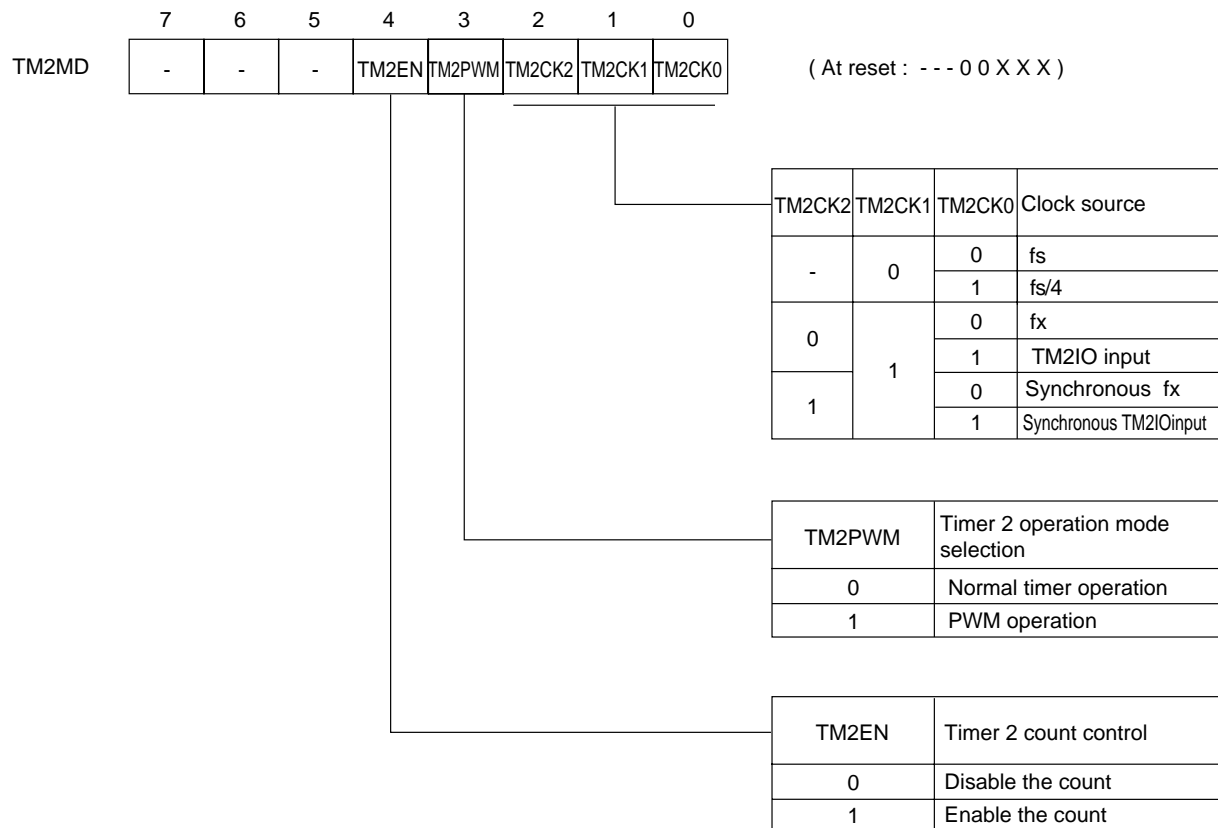 7 6 5 4 3 2 1 0
TM2MD - - - TM2EN TM2PWM TM2CK2 TM2CK1 TM2CK0 ( At reset : - - - 0 0 X X X )
TM2CK2 TM2CK1 TM2CK0 Clock source
- 0 0 fs
1 fs/4
0 1 0 fx
1 TM2IO input
1 0 Synchronous fx
1 Synchronous TM2IOinput
TM2PWM Timer 2 operation mode
selection
0 Normal timer operation
1 PWM operation
TM2EN Timer 2 count control
0 Disable the count
1 Enable the count